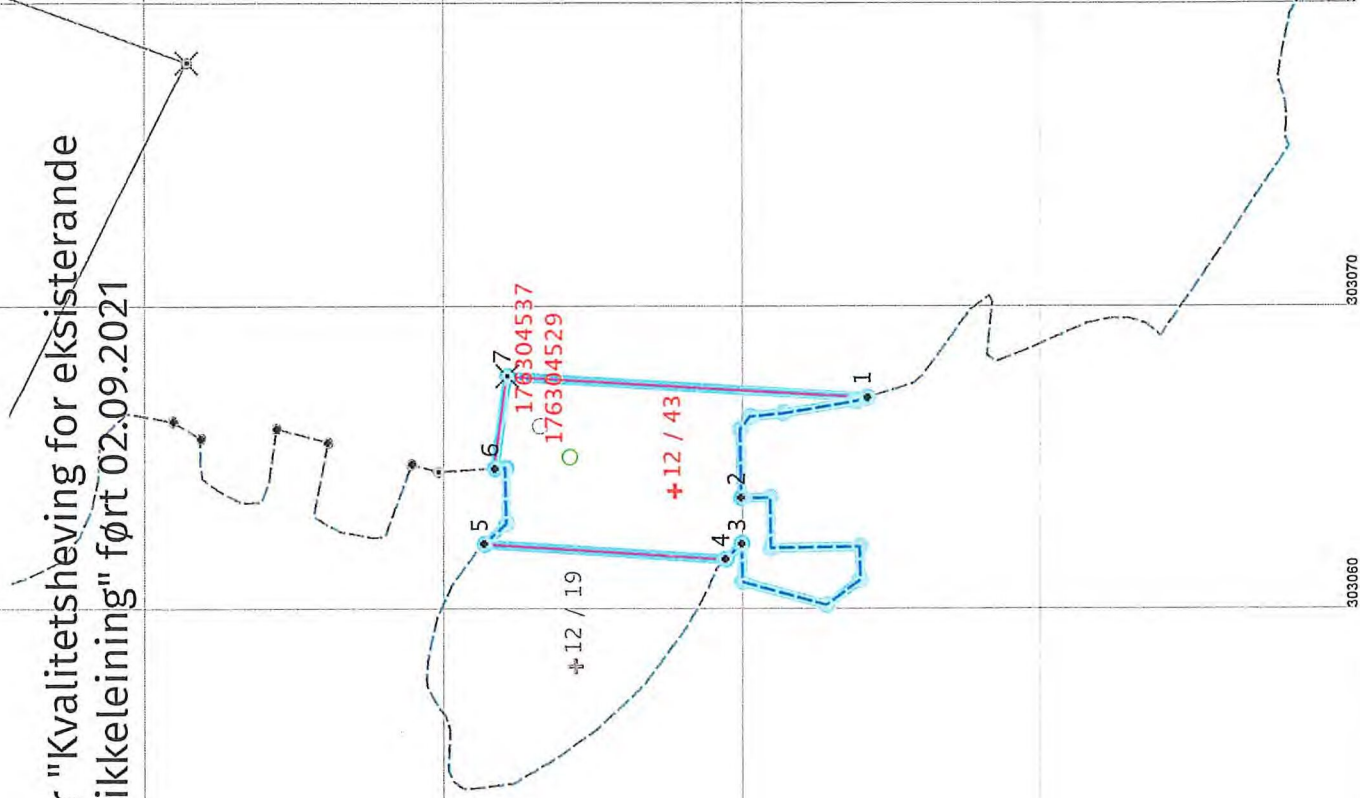 r "Kvalitetsheving for eksisterande
ikkeleining" ført 02.09.2021
7
176304537
176304529
6
5
12 / 43
2
3
4
1
12 / 19
303070
303060